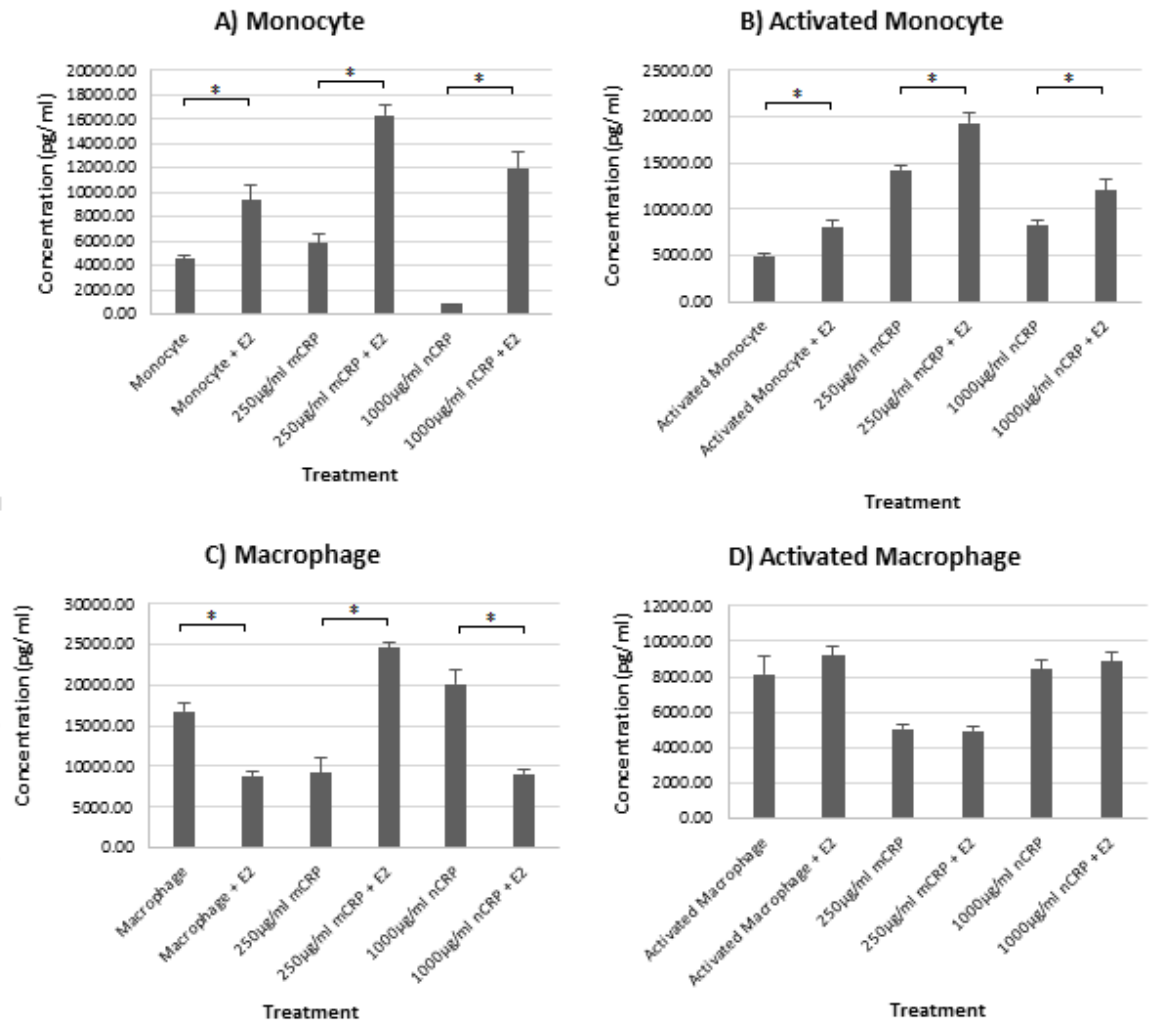 A) Monocyte
Concentration (pg/ml)
20000.00
18000.00
16000.00
14000.00
12000.00
10000.00
8000.00
6000.00
4000.00
2000.00
0.00
*
*
*
Monocyte
Monocyte + E2
250μg/ml mCRP
250μg/ml mCRP + E2
1000μg/ml nCRP
1000μg/ml nCRP + E2
Treatment
B) Activated Monocyte
Concentration (pg/ml)
25000.00
20000.00
15000.00
10000.00
5000.00
0.00
*
*
*
Activated Monocyte
Activated Monocyte + E2
250μg/ml mCRP
250μg/ml mCRP + E2
1000μg/ml nCRP
1000μg/ml nCRP + E2
Treatment
C) Macrophage
Concentration (pg/ml)
30000.00
25000.00
20000.00
15000.00
10000.00
5000.00
0.00
*
*
*
Macrophage
Macrophage + E2
250μg/ml mCRP
250μg/ml mCRP + E2
1000μg/ml nCRP
1000μg/ml nCRP + E2
Treatment
D) Activated Macrophage
Concentration (pg/ml)
12000.00
10000.00
8000.00
6000.00
4000.00
2000.00
0.00
Activated Macrophage
Activated Macrophage + E2
250μg/ml mCRP
250μg/ml mCRP + E2
1000μg/ml nCRP
1000μg/ml nCRP + E2
Treatment